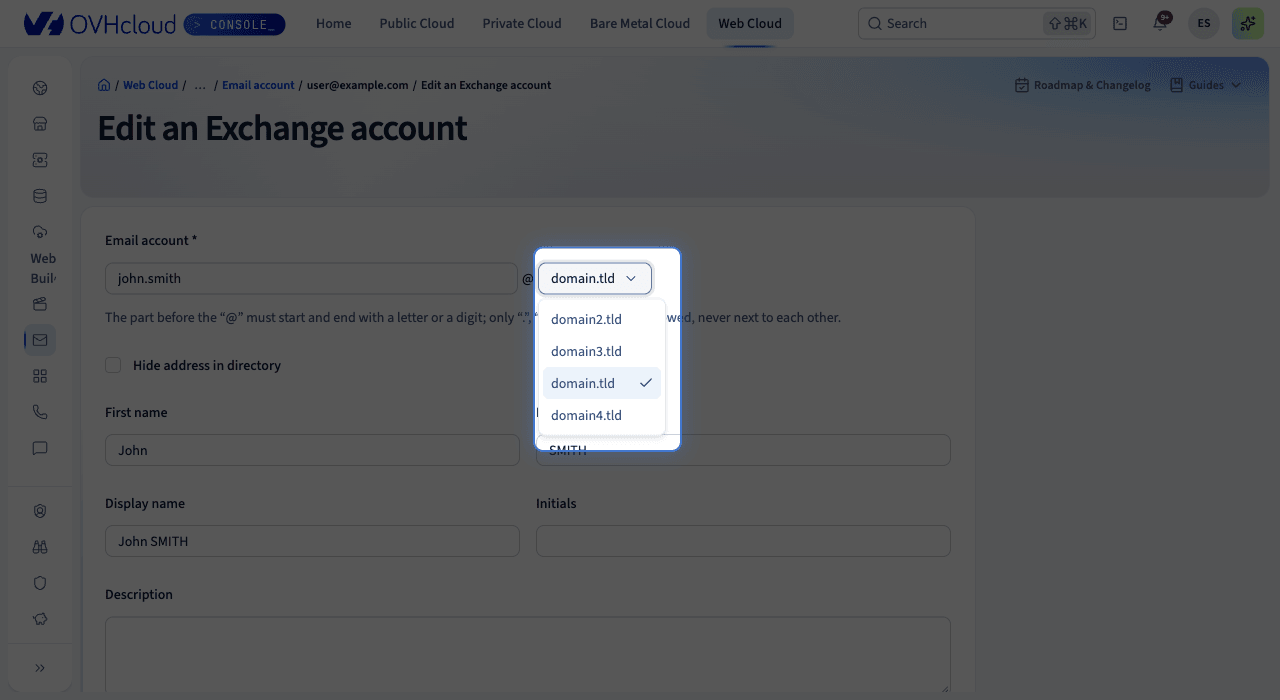 OVHcloud > CONSOLE_ Home Public Cloud Private Cloud Bare Metal Cloud Web Cloud Search ⇧⌘K 9+ ES
/ Web Cloud / ... / Email account / user@example.com / Edit an Exchange account Roadmap & Changelog Guides
Edit an Exchange account
Web
Buil
Email account *
john.smith @ domain.tld
The part before the “@” must start and end with a letter or a digit; only “.”, wed, never next to each other.
domain2.tld
domain3.tld
domain.tld
domain4.tld
Hide address in directory
First name
John SMITH
Display name Initials
John SMITH
Description